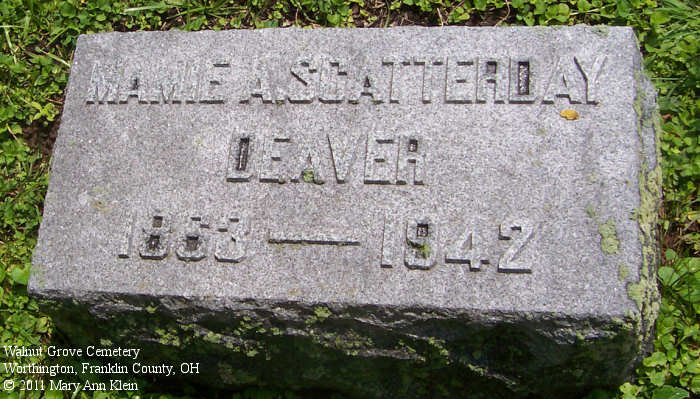 MAMIE A. SCATTERDAY
DEAVER
1863 — 1942
Walnut Grove Cemetery
Worthington, Franklin County, OH
© 2011 Mary Ann Klein